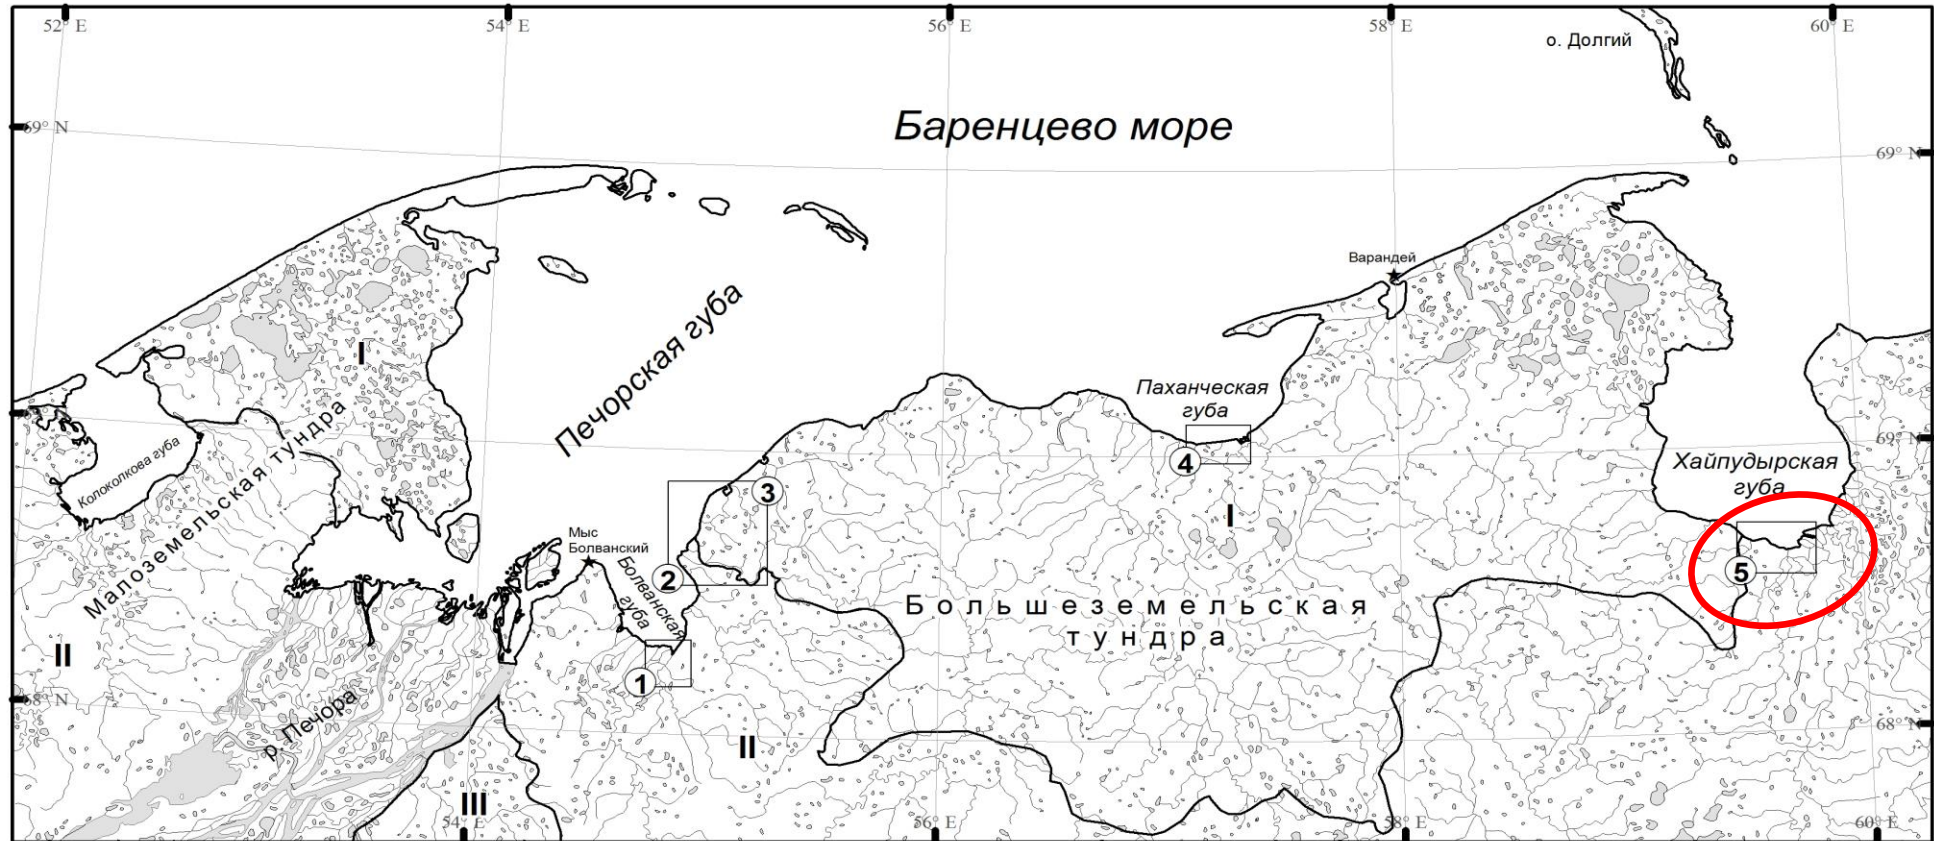 52° E
54° E
56° E
58° E
60° E
о. Долгий
Баренцево море
69° N
69° N
Варандей
Печорская губа
I
Паханческая
губа
Малоземельская тундра
Колоколкова губа
69° N
Хайпудырская
губа
4
3
I
Мыс
Болванский
Болванская
губа
2
5
Большеземельская
тундра
II
1
68° N
р. Печора
68° N
II
III
54° E
56° E
58° E
60° E